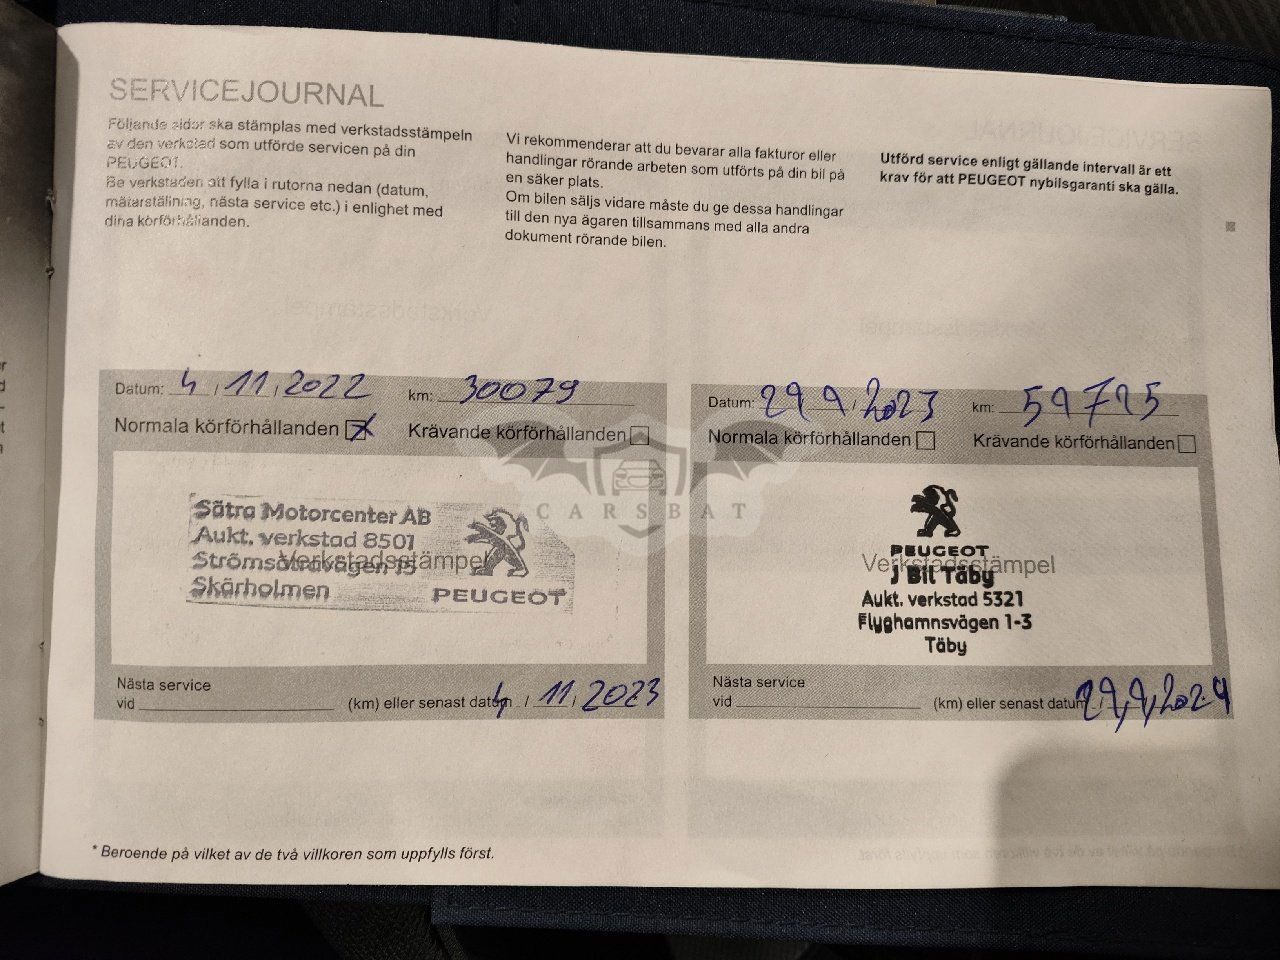 SERVICEJOURNAL
Följande sidor ska stämplas med verkstadsstämpeln
av den verkstad som utförde servicen på din
PEUGEOT.
Be verkstaden att fylla i rutorna nedan (datum,
mätarställning, nästa service etc.) i enlighet med
dina körförhållanden.
Vi rekommenderar att du bevarar alla fakturor eller
handlingar rörande arbeten som utförts på din bil på
en säker plats.
Om bilen säljs vidare måste du ge dessa handlingar
till den nya ägaren tillsammans med alla andra
dokument rörande bilen.
Utförd service enligt gällande intervall är ett
krav för att PEUGEOT nybilsgaranti ska gälla.
Datum: 4 / 11 / 2022 km: 30079
Normala körförhållanden Krävande körförhållanden
Verkstadsstämpel
Sätra Motorcenter AB
Aukt. verkstad 8501
Strömsätravägen 15
Skärholmen
PEUGEOT
Nästa service
vid (km) eller senast datum 4 / 11 / 2023
Datum: 29 9 / 2023 km: 59725
Normala körförhållanden Krävande körförhållanden
PEUGEOT
Verkstadsstämpel
J Bil Täby
Aukt. verkstad 5321
Flyghamnsvägen 1-3
Täby
Nästa service
vid (km) eller senast datum 29, 9, 2024
CARSBAT
* Beroende på vilket av de två villkoren som uppfylls först.